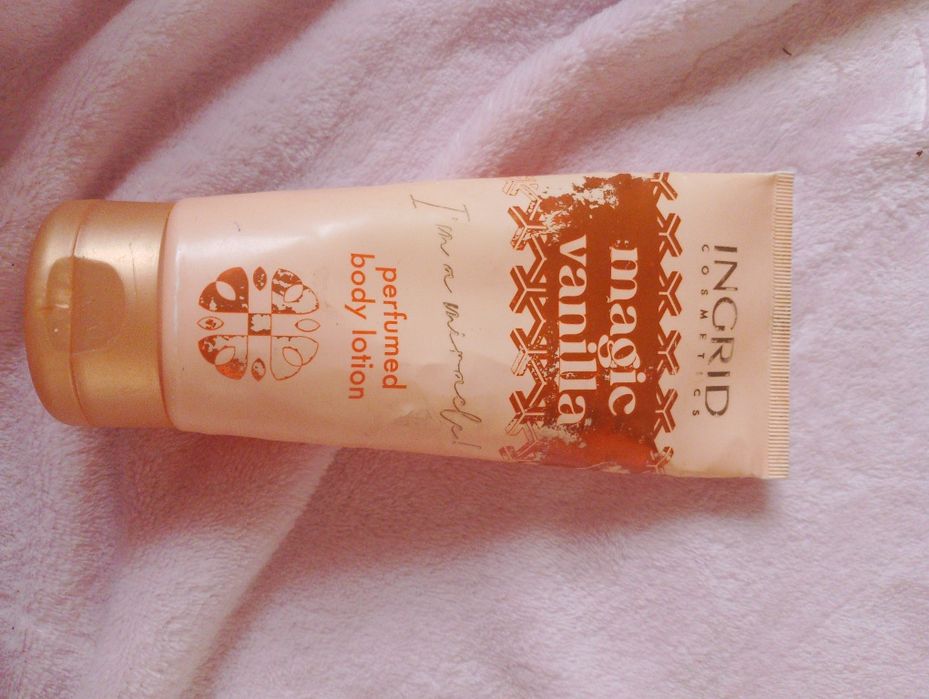 INGRID
COSMETICS
magic
vanilla
I'm a miracle!
perfumed
body lotion